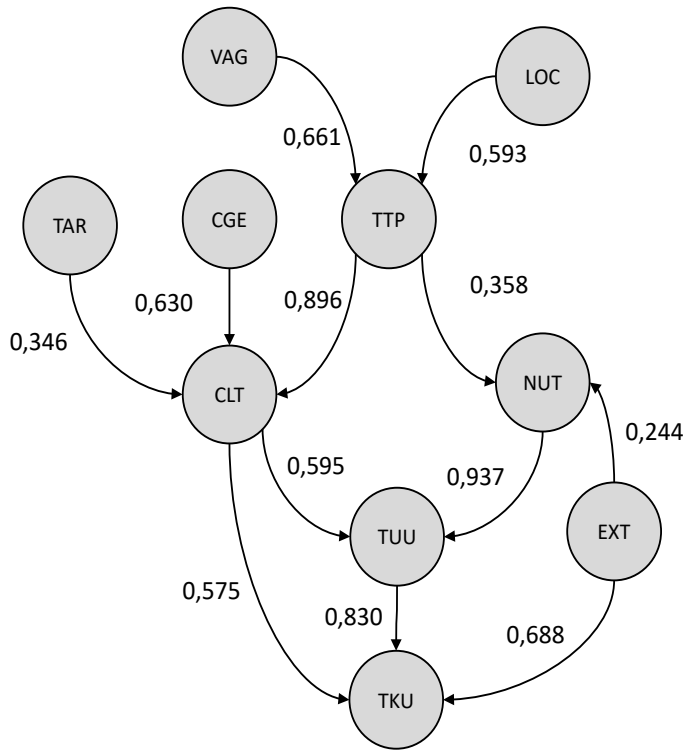 VAG
LOC
0,661
0,593
TAR
CGE
TTP
0,630
0,896
0,358
0,346
CLT
NUT
0,244
0,595
0,937
TUU
EXT
0,575
0,830
0,688
TKU